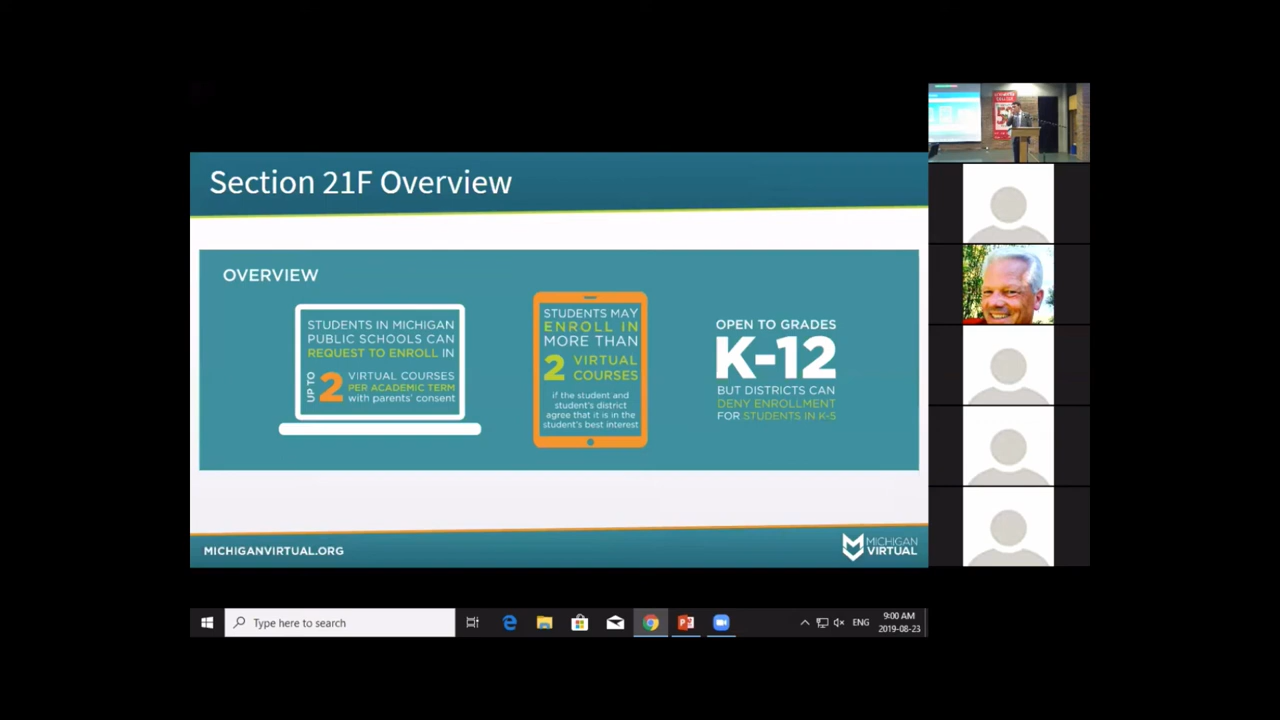 Section 21F Overview
OVERVIEW
STUDENTS IN MICHIGAN
PUBLIC SCHOOLS CAN
REQUEST TO ENROLL IN
UP TO 2 VIRTUAL COURSES
PER ACADEMIC TERM
with parents' consent
STUDENTS MAY
ENROLL IN
MORE THAN
2 VIRTUAL
COURSES
if the student and
student's district
agree that it is in the
student's best interest
OPEN TO GRADES
K-12
BUT DISTRICTS CAN
DENY ENROLLMENT
FOR STUDENTS IN K-5
MICHIGANVIRTUAL.ORG
MICHIGAN
VIRTUAL
Type here to search
ENG
9:00 AM
2019-08-23